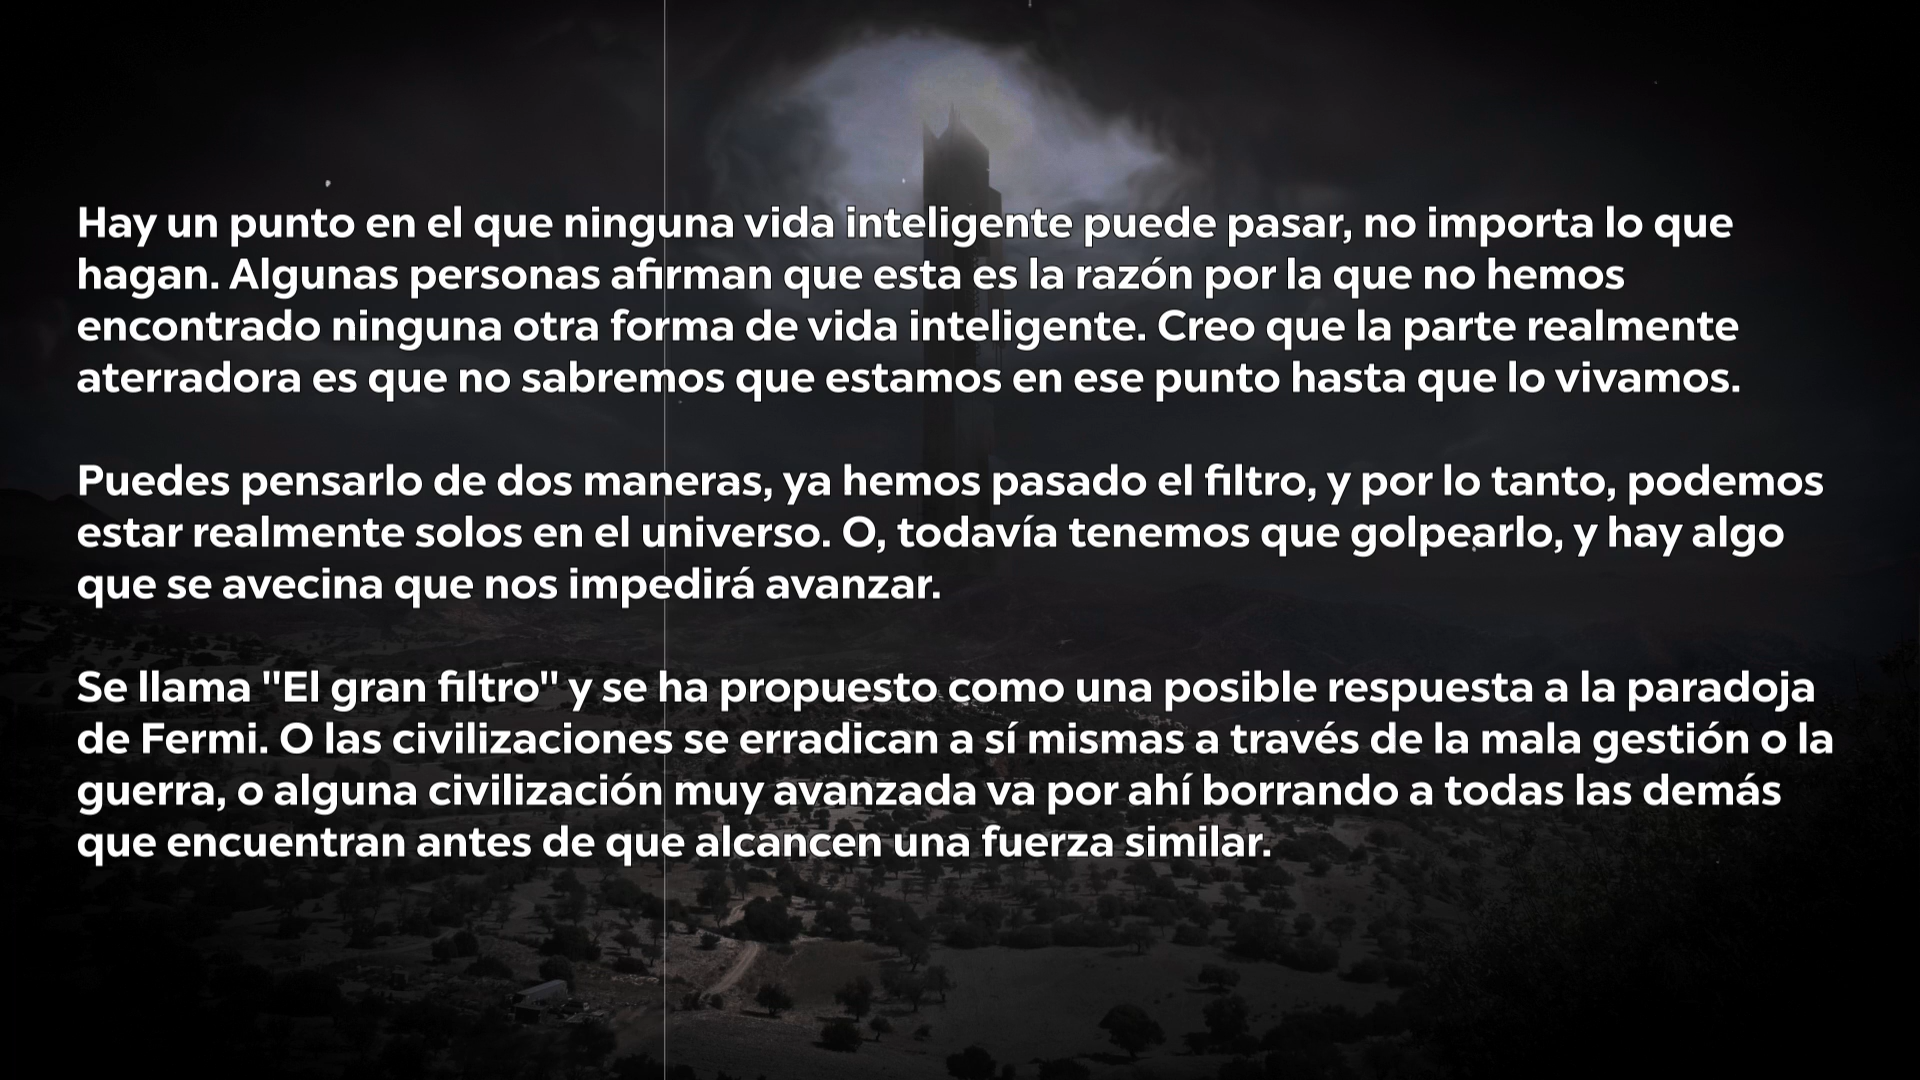 Hay un punto en el que ninguna vida inteligente puede pasar, no importa lo que
hagan. Algunas personas afirman que esta es la razón por la que no hemos
encontrado ninguna otra forma de vida inteligente. Creo que la parte realmente
aterradora es que no sabremos que estamos en ese punto hasta que lo vivamos.
Puedes pensarlo de dos maneras, ya hemos pasado el filtro, y por lo tanto, podemos
estar realmente solos en el universo. O, todavía tenemos que golpearlo, y hay algo
que se avecina que nos impedirá avanzar.
Se llama "El gran filtro" y se ha propuesto como una posible respuesta a la paradoja
de Fermi. O las civilizaciones se erradican a sí mismas a través de la mala gestión o la
guerra, o alguna civilización muy avanzada va por ahí borrando a todas las demás
que encuentran antes de que alcancen una fuerza similar.